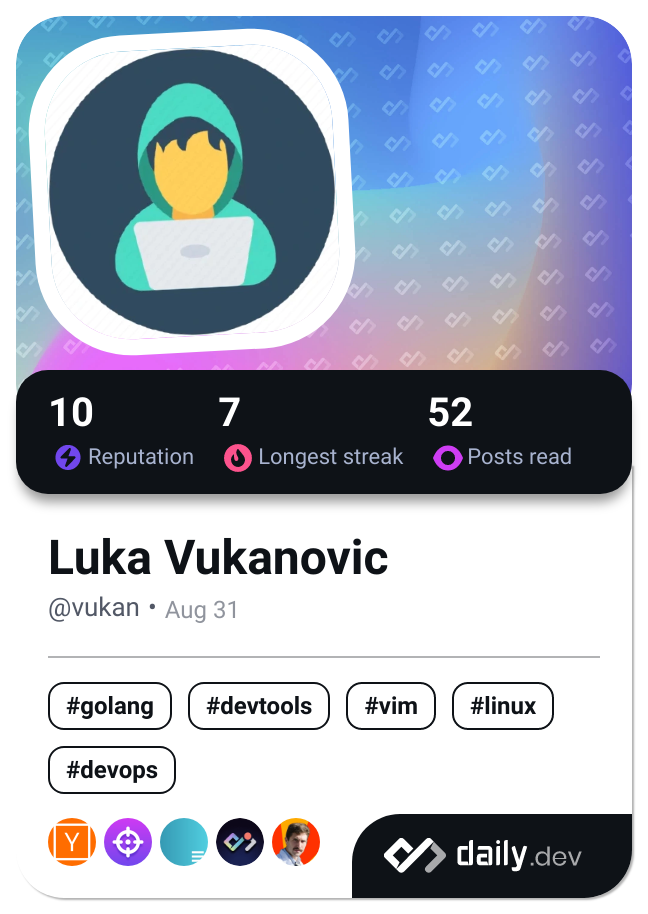 10 7 52
Reputation Longest streak Posts read
Luka Vukanovic
@vukan • Aug 31
#golang #devtools #vim #linux
#devops
Y
daily.dev